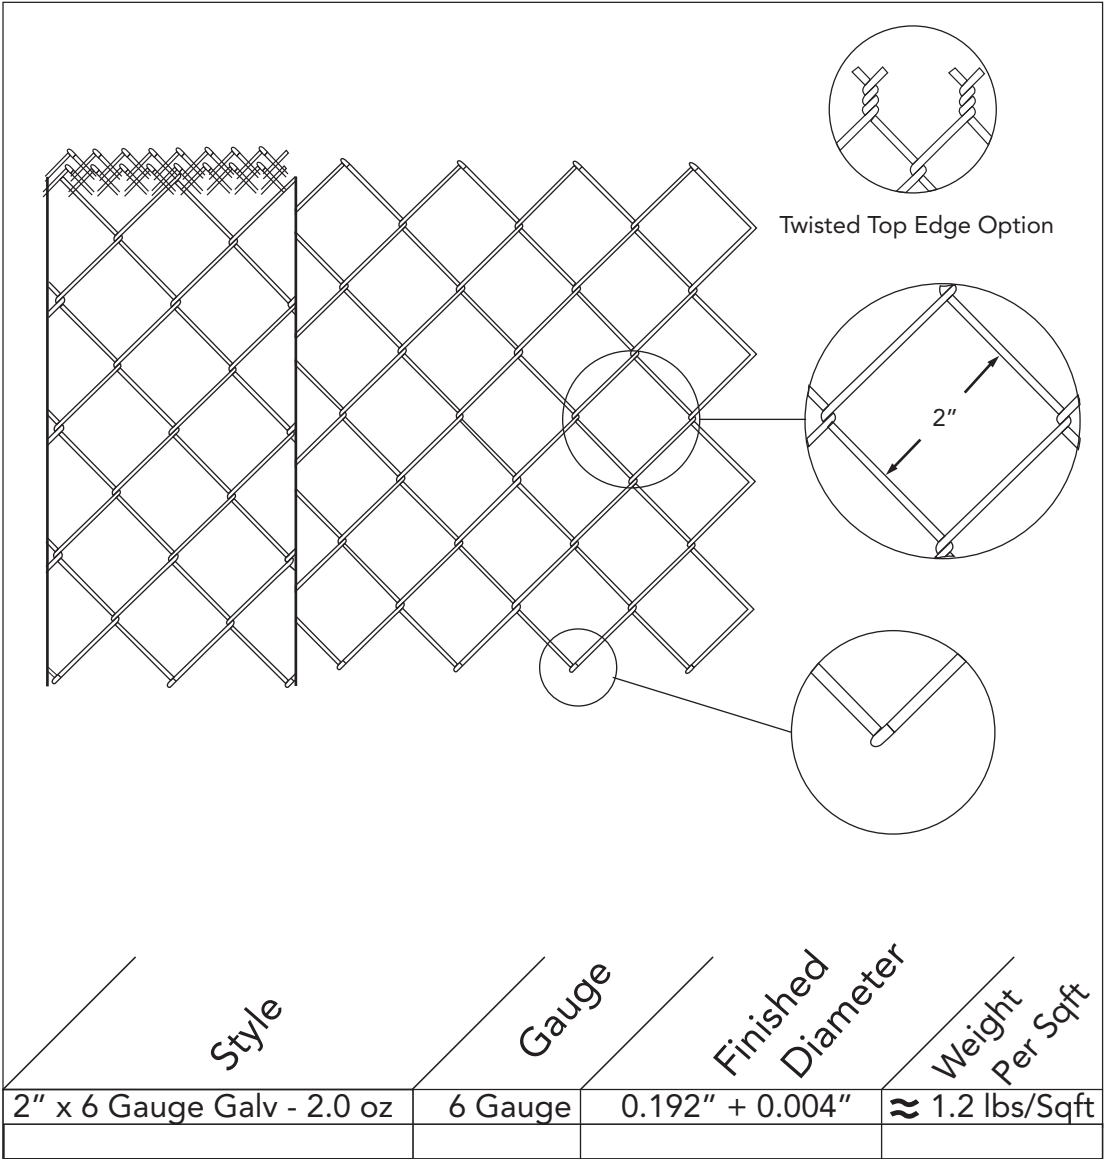 Twisted Top Edge Option
2”
Style
Gauge
Finished
Diameter
Weight
Per Sqft
2” x 6 Gauge Galv - 2.0 oz
6 Gauge
0.192” + 0.004”
≈ 1.2 lbs/Sqft